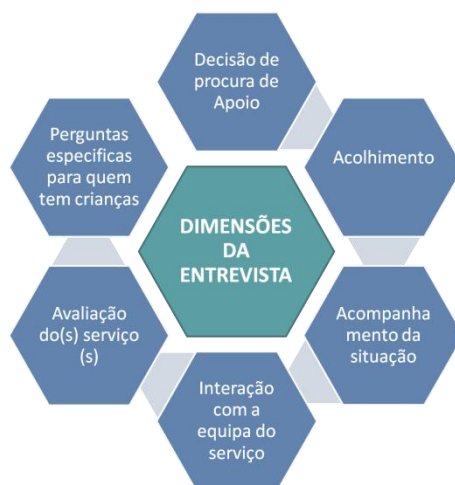 Decisão de
procura de
Apoio
Acolhimento
Acompanha
mento da
situação
Interação
com a
equipa do
serviço
Avaliação
do(s) serviço
(s)
Perguntas
especificas
para quem
tem crianças
DIMENSÕES
DA
ENTREVISTA